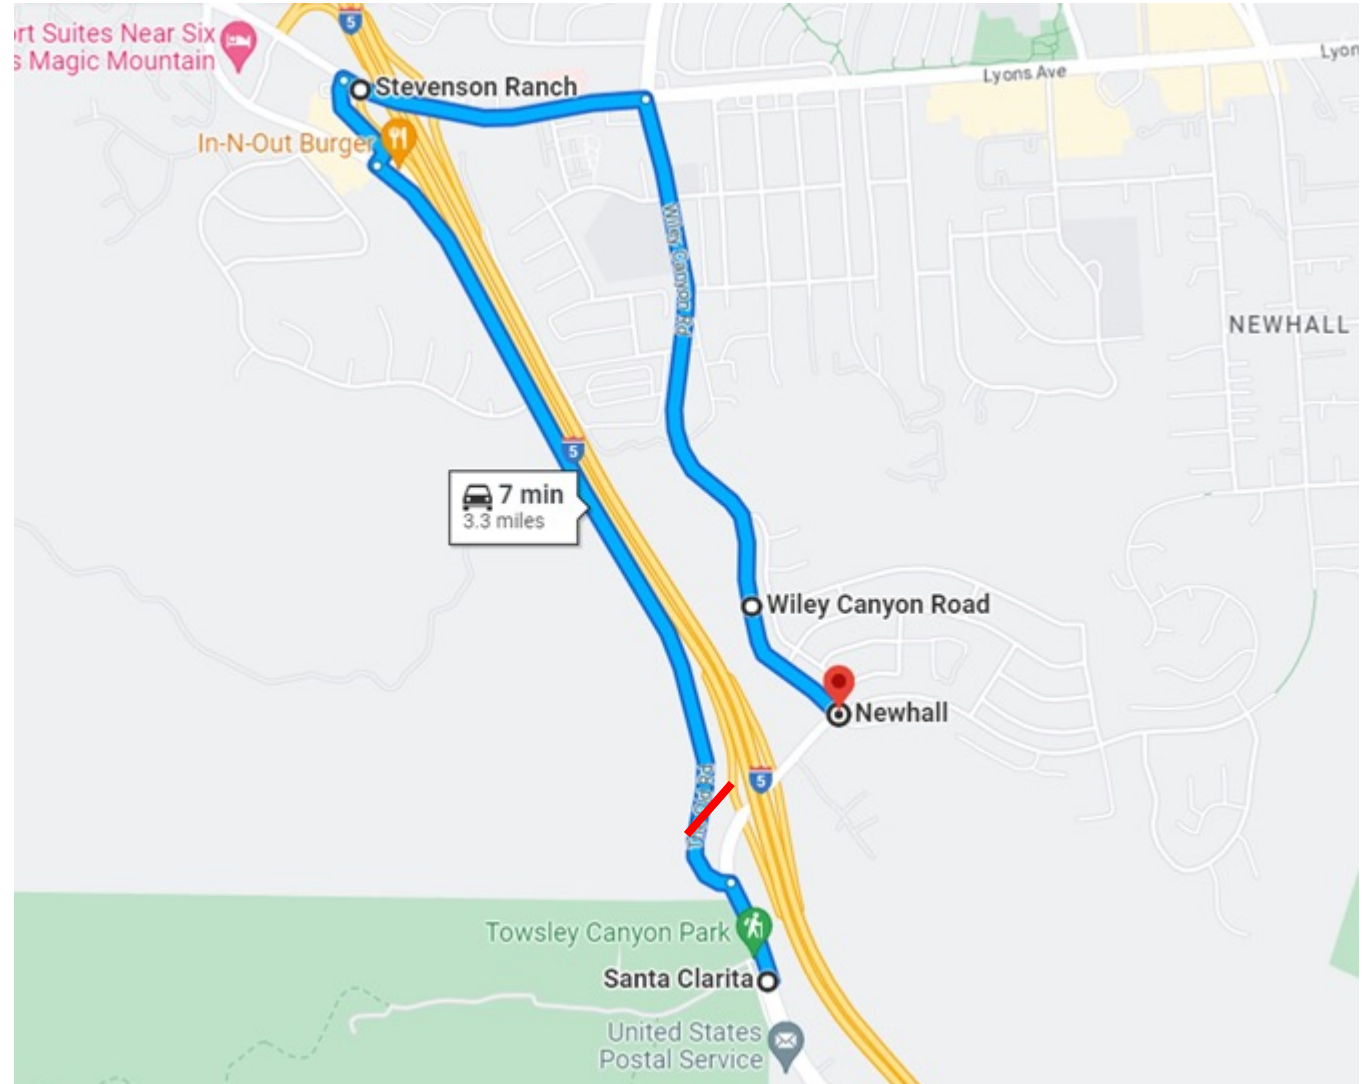 5
rt Suites Near Six
s Magic Mountain
Stevenson Ranch
Lyons Ave
Lyon
In-N-Out Burger
Wiley Canyon Rd
NEWHALL
5
7 min
3.3 miles
Wiley Canyon Road
Newhall
5
Rd
Towsley Canyon Park
Santa Clarita
United States
Postal Service